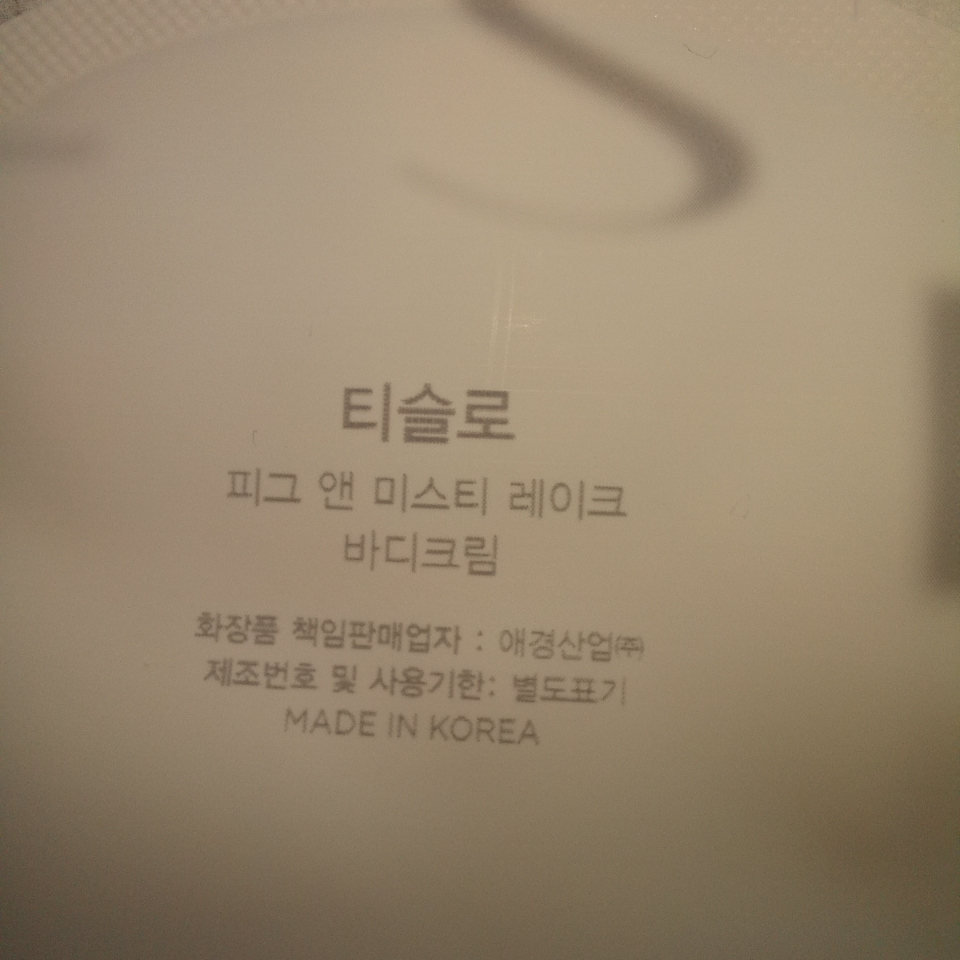 S
티슬로
피그 앤 미스티 레이크
바디크림
화장품 책임판매업자 : 애경산업㈜
제조번호 및 사용기한: 별도표기
MADE IN KOREA